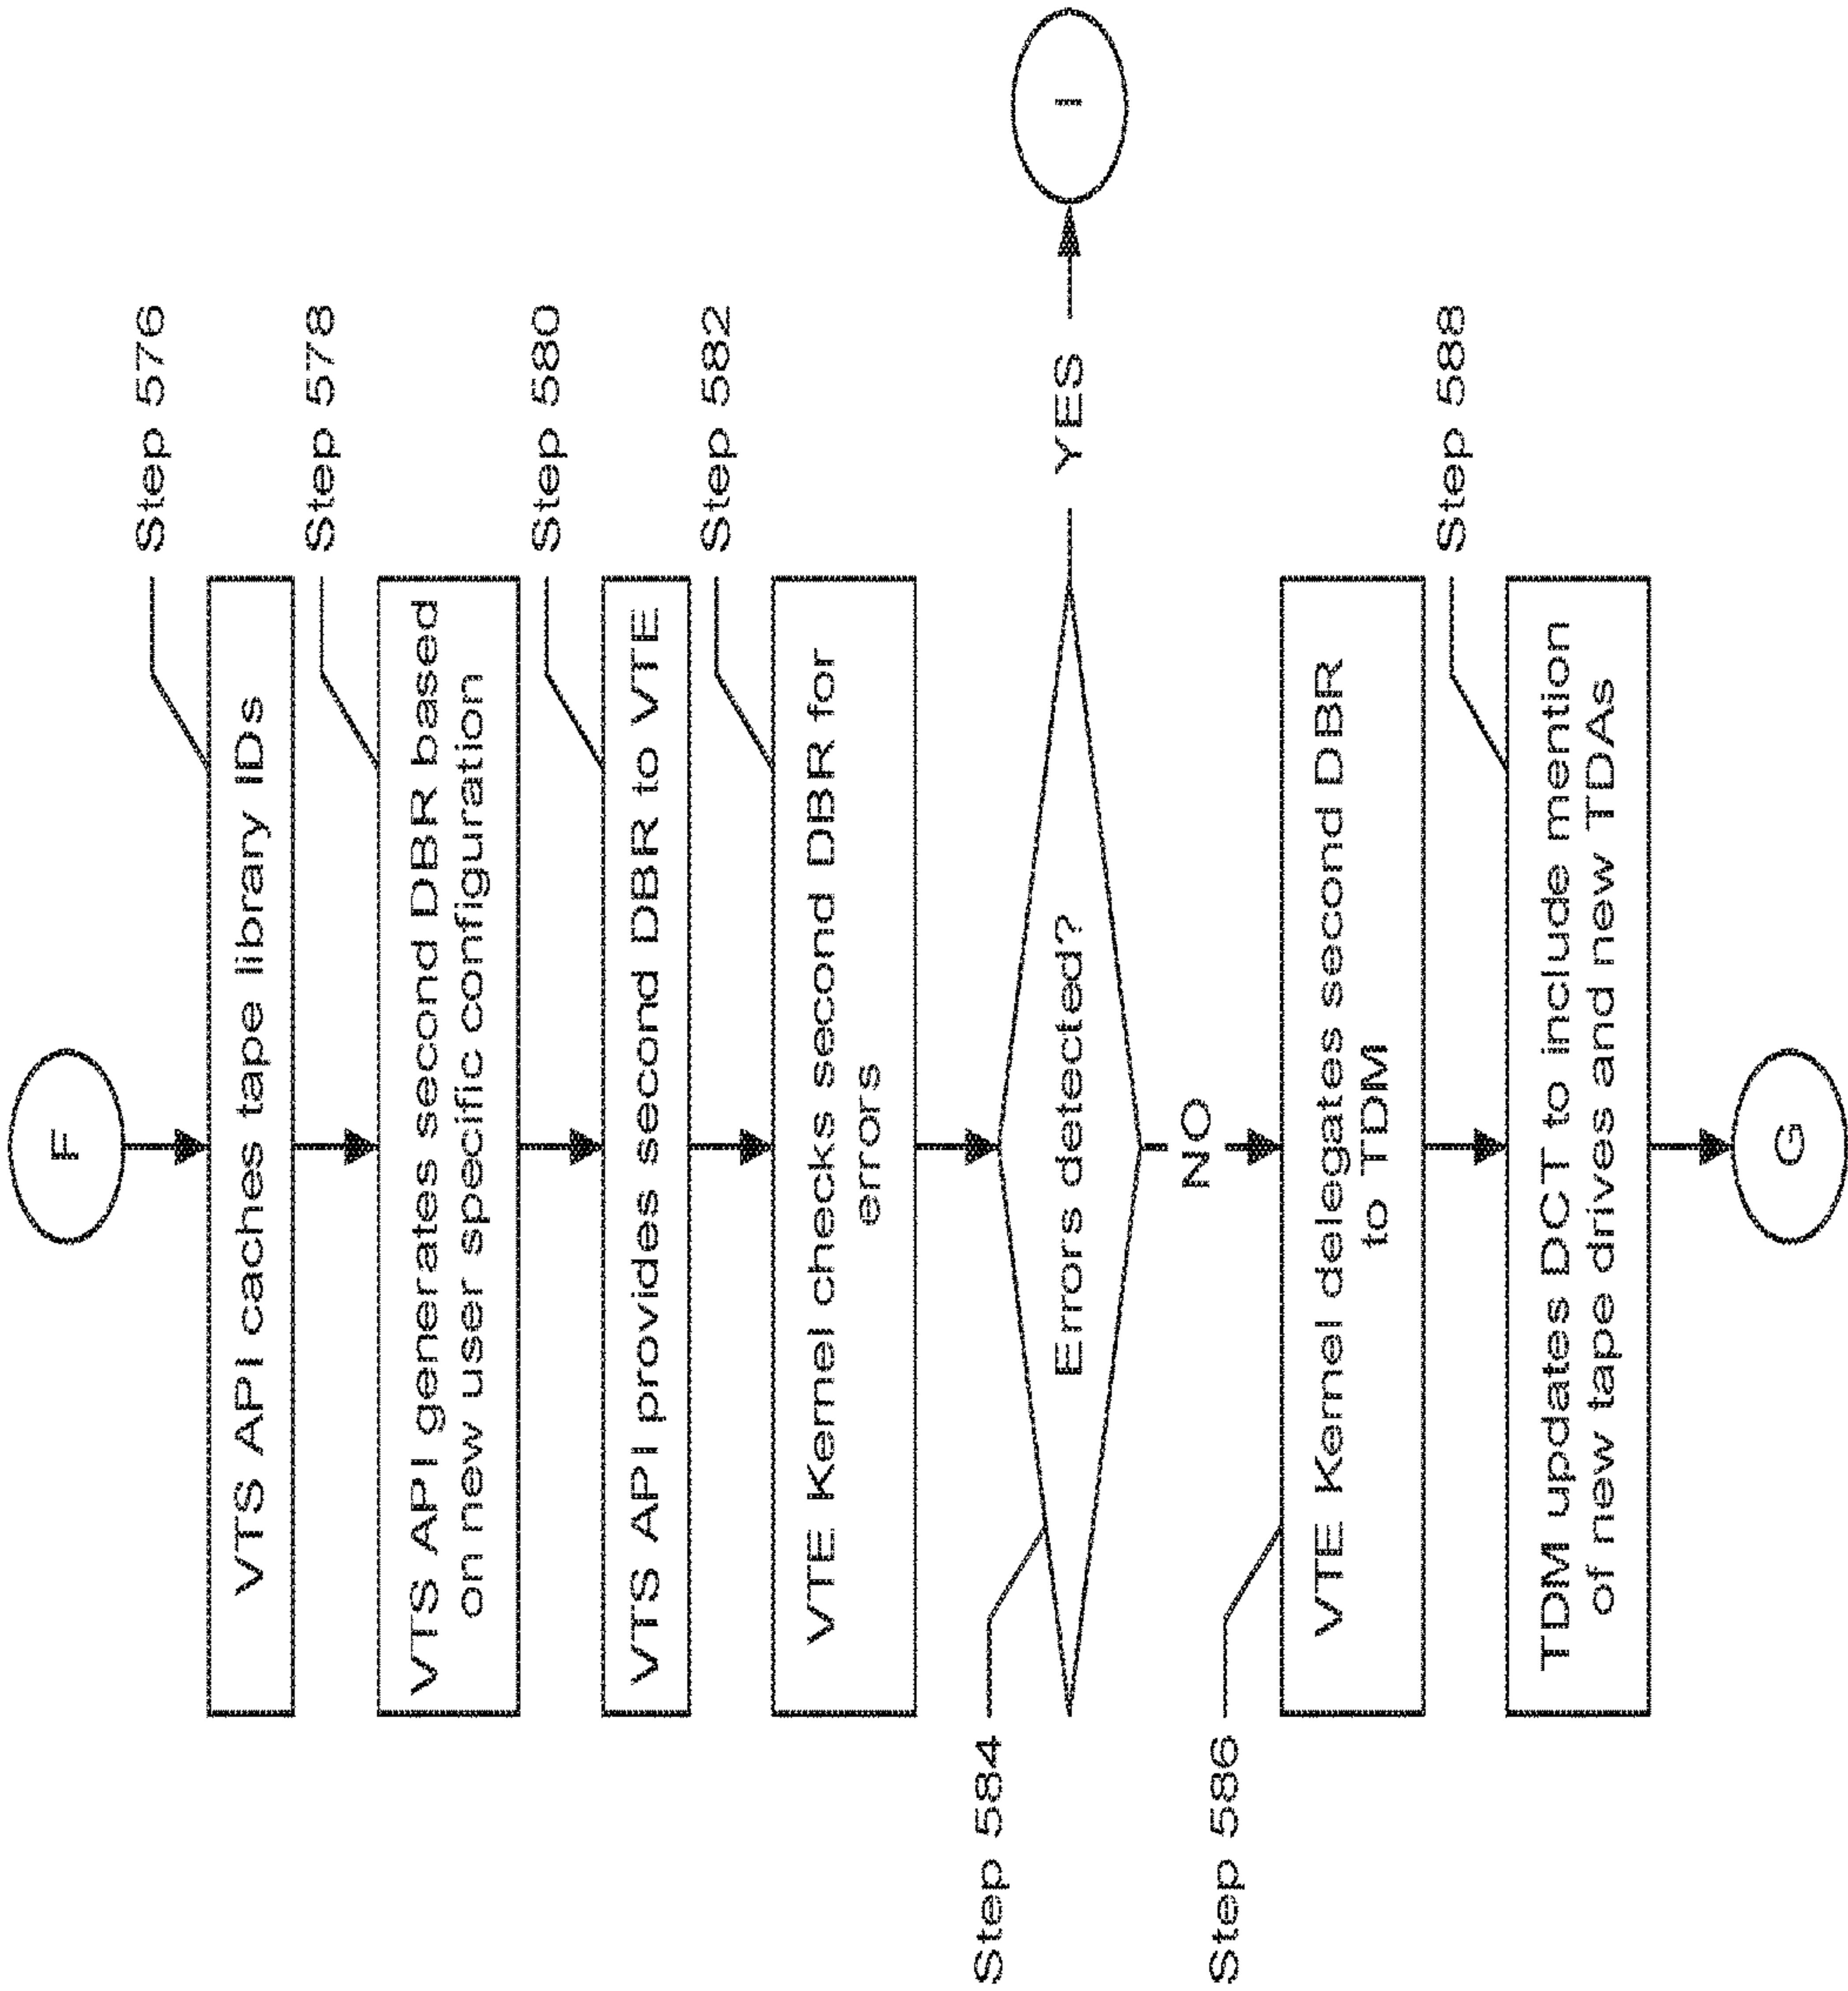 F
Step 576
VTS API caches tape library IDs
Step 578
VTS API generates second DBR based
on new user specific configuration
Step 580
VTS API provides second DBR to VTE
Step 582
VTE Kernel checks second DBR for
errors
Step 584
Errors detected?
YES
I
NO
Step 586
VTE Kernel delegates second DBR
to TDM
Step 588
TDM updates DCT to include mention
of new tape drives and new TDAs
G